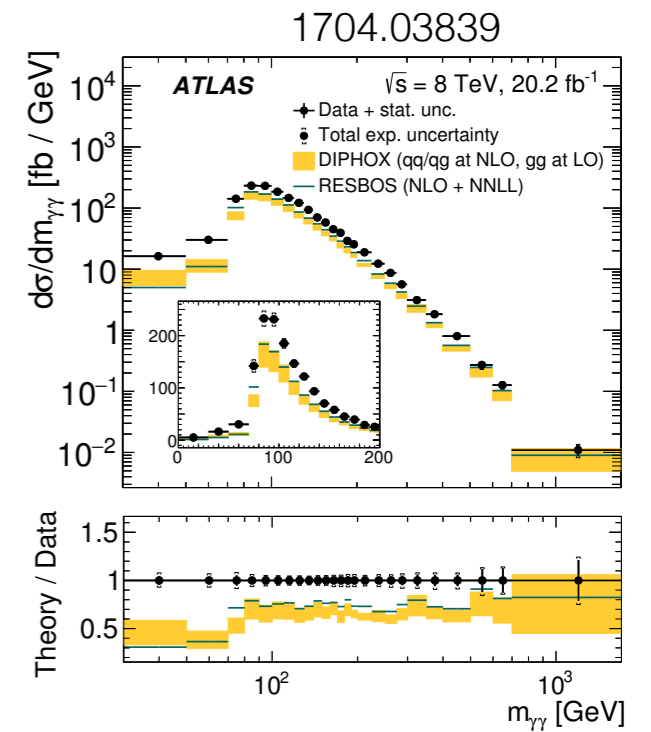 1704.03839
ATLAS
√s = 8 TeV, 20.2 fb⁻¹
Data + stat. unc.
Total exp. uncertainty
DIPHOX (qq/qg at NLO, gg at LO)
RESBOS (NLO + NNLL)
dσ/dm_γγ [fb / GeV]
10⁴
10³
10²
10
1
10⁻¹
10⁻²
200
100
0
0 100 200
Theory / Data
1.5
1
0.5
10² 10³
m_γγ [GeV]